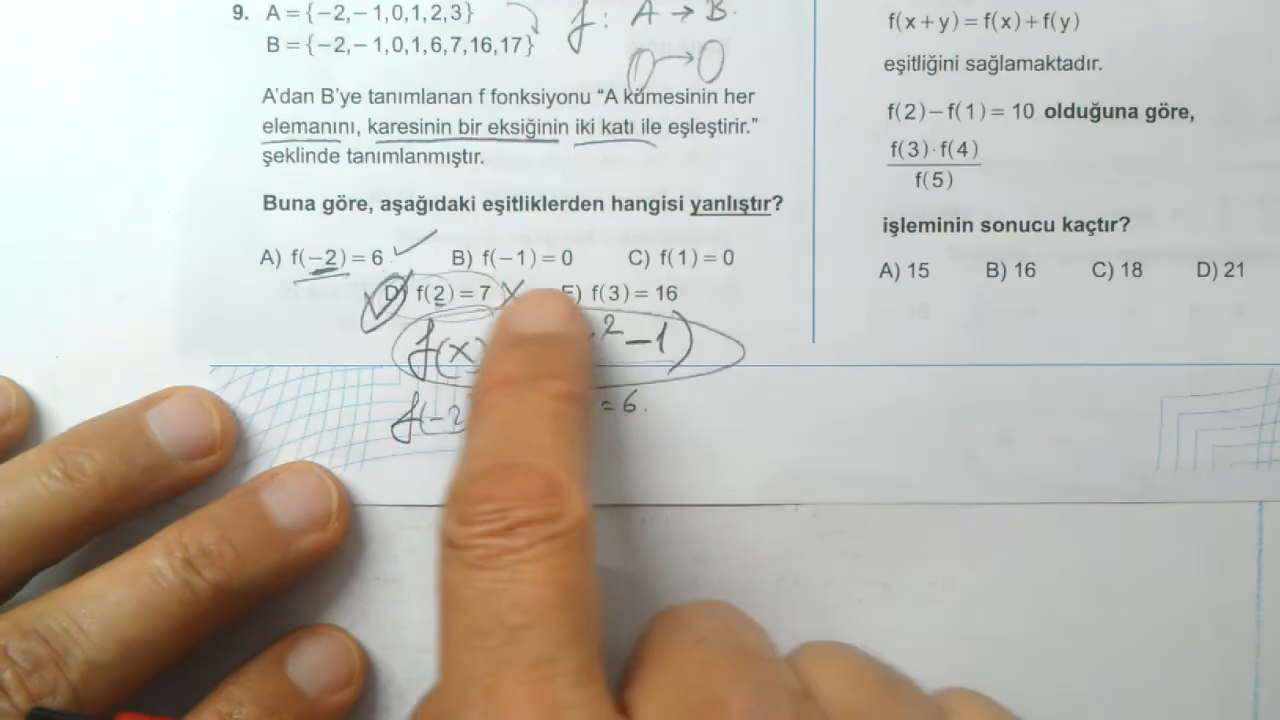 9. A = {−2, −1, 0, 1, 2, 3}
B = {−2, −1, 0, 1, 6, 7, 16, 17}
f : A → B.
0 → 0
A'dan B'ye tanımlanan f fonksiyonu “A kümesinin her
elemanını, karesinin bir eksiğinin iki katı ile eşleştirir.”
şeklinde tanımlanmıştır.
Buna göre, aşağıdaki eşitliklerden hangisi yanlıştır?
A) f(−2) = 6 B) f(−1) = 0 C) f(1) = 0
D) f(2) = 7 E) f(3) = 16
f(x) ² − 1)
f(−2 = 6.
f(x + y) = f(x) + f(y)
eşitliğini sağlamaktadır.
f(2) − f(1) = 10 olduğuna göre,
f(3) · f(4)
f(5)
işleminin sonucu kaçtır?
A) 15 B) 16 C) 18 D) 21